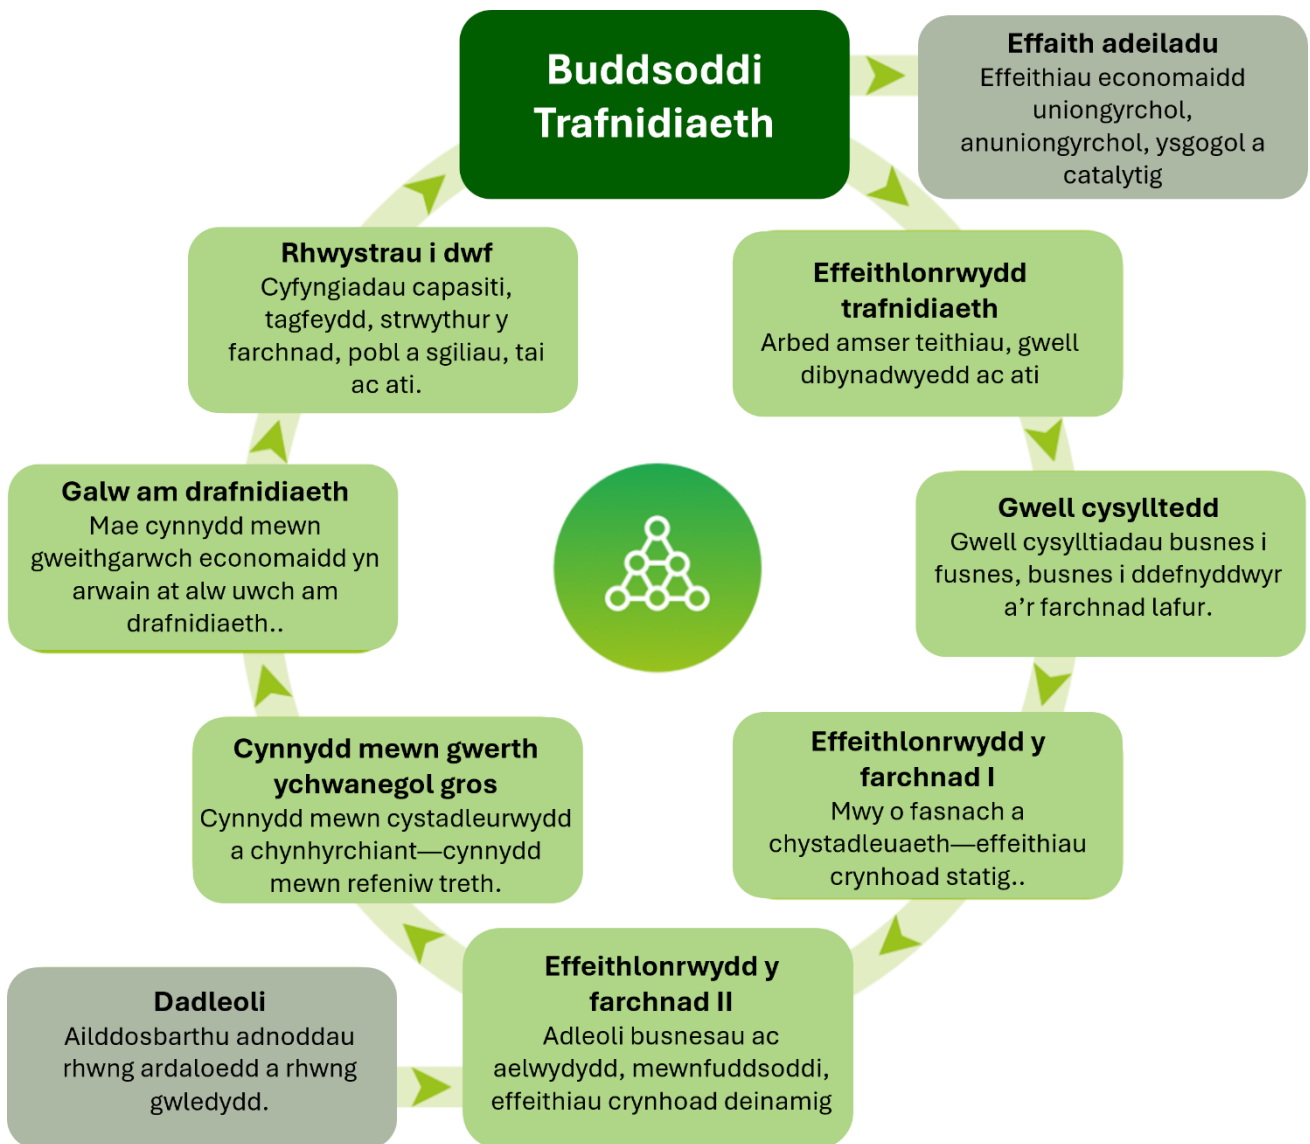 Buddsoddi
Trafnidiaeth
Effaith adeiladu
Effeithiau economaidd
uniongyrchol,
anuniongyrchol, ysgogol a
catalytig
Effeithlonrwydd
trafnidiaeth
Arbed amser teithiau, gwell
dibynadwyedd ac ati
Gwell cysylltedd
Gwell cysylltiadau busnes i
fusnes, busnes i ddefnyddwyr
a’r farchnad lafur.
Effeithlonrwydd y
farchnad I
Mwy o fasnach a
chystadleuaeth—effeithiau
crynhoad statig..
Effeithlonrwydd y
farchnad II
Adleoli busnesau ac
aelwydydd, mewnfuddsoddi,
effeithiau crynhoad deinamig
Dadleoli
Ailddosbarthu adnoddau
rhwng ardaloedd a rhwng
gwledydd.
Cynnydd mewn gwerth
ychwanegol gros
Cynnydd mewn cystadleurwydd
a chynhyrchiant—cynnydd
mewn refeniw treth.
Galw am drafnidiaeth
Mae cynnydd mewn
gweithgarwch economaidd yn
arwain at alw uwch am
drafnidiaeth..
Rhwystrau i dwf
Cyfyngiadau capasiti,
tagfeydd, strwythur y
farchnad, pobl a sgiliau, tai
ac ati.